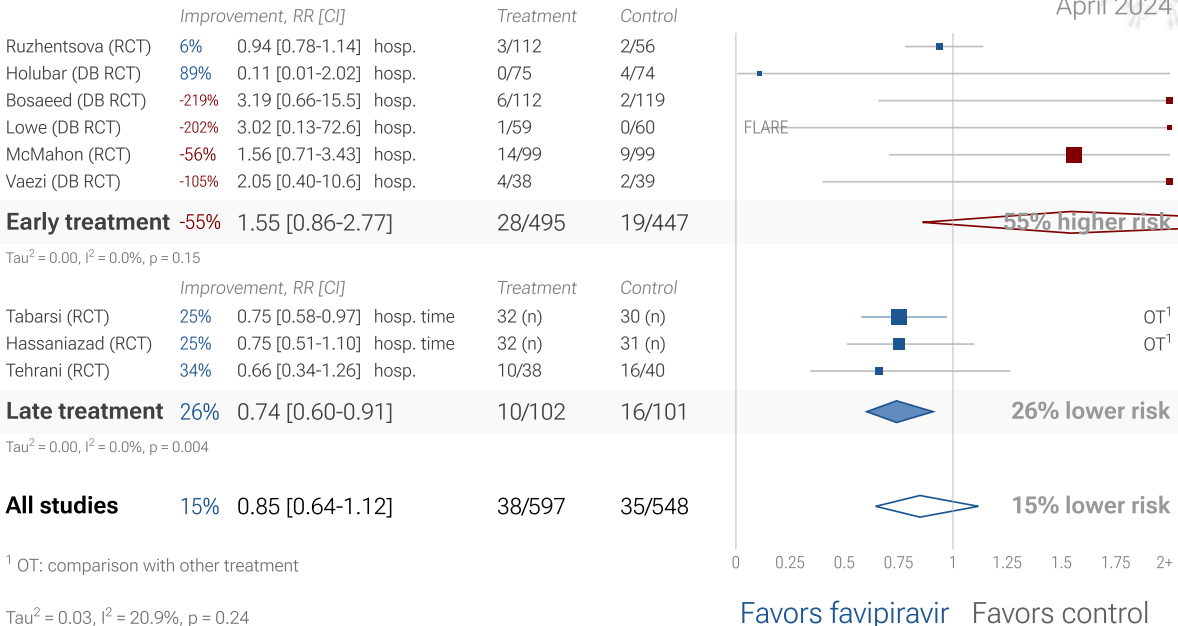 April 2024
Improvement, RR [CI] Treatment Control
Ruzhentsova (RCT) 6% 0.94 [0.78-1.14] hosp. 3/112 2/56
Holubar (DB RCT) 89% 0.11 [0.01-2.02] hosp. 0/75 4/74
Bosaeed (DB RCT) -219% 3.19 [0.66-15.5] hosp. 6/112 2/119
Lowe (DB RCT) -202% 3.02 [0.13-72.6] hosp. 1/59 0/60 FLARE
McMahon (RCT) -56% 1.56 [0.71-3.43] hosp. 14/99 9/99
Vaezi (DB RCT) -105% 2.05 [0.40-10.6] hosp. 4/38 2/39
Early treatment -55% 1.55 [0.86-2.77] 28/495 19/447 55% higher risk
Tau² = 0.00, I² = 0.0%, p = 0.15
Improvement, RR [CI] Treatment Control
Tabarsi (RCT) 25% 0.75 [0.58-0.97] hosp. time 32 (n) 30 (n) OT¹
Hassaniazad (RCT) 25% 0.75 [0.51-1.10] hosp. time 32 (n) 31 (n) OT¹
Tehrani (RCT) 34% 0.66 [0.34-1.26] hosp. 10/38 16/40
Late treatment 26% 0.74 [0.60-0.91] 10/102 16/101 26% lower risk
Tau² = 0.00, I² = 0.0%, p = 0.004
All studies 15% 0.85 [0.64-1.12] 38/597 35/548 15% lower risk
0 0.25 0.5 0.75 1 1.25 1.5 1.75 2+
¹ OT: comparison with other treatment
Tau² = 0.03, I² = 20.9%, p = 0.24
Favors favipiravir Favors control